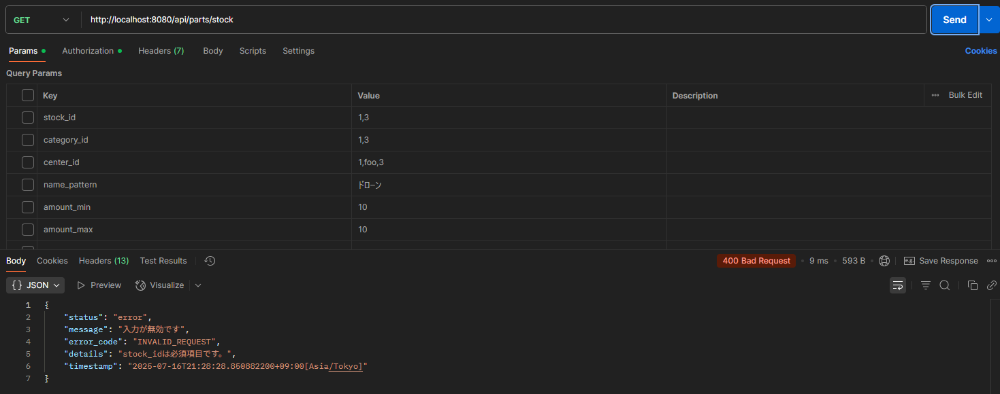 GET http://localhost:8080/api/parts/stock Send
Params Authorization Headers (7) Body Scripts Settings Cookies
Query Params
Key Value Description Bulk Edit
stock_id 1,3
category_id 1,3
center_id 1,foo,3
name_pattern ドローン
amount_min 10
amount_max 10
Body Cookies Headers (13) Test Results 400 Bad Request 9 ms 593 B e.g. Save Response
{} JSON Preview Visualize
1 {
2 "status": "error",
3 "message": "入力が無効です",
4 "error_code": "INVALID_REQUEST",
5 "details": "stock_idは必須項目です。",
6 "timestamp": "2025-07-16T21:28:28.850882200+09:00[Asia/Tokyo]"
7 }